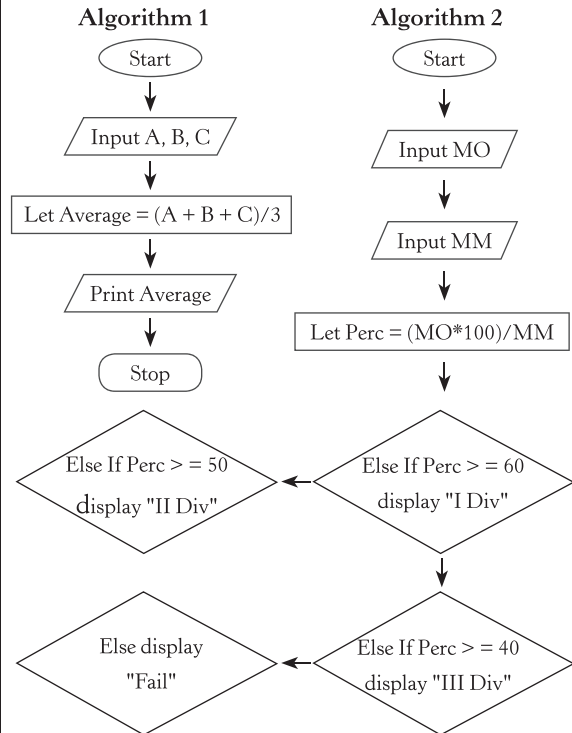 Algorithm 1
Start
Input A, B, C
Let Average = (A + B + C)/3
Print Average
Stop
Algorithm 2
Start
Input MO
Input MM
Let Perc = (MO*100)/MM
Else If Perc > = 60
display "I Div"
Else If Perc > = 50
display "II Div"
Else If Perc > = 40
display "III Div"
Else display
"Fail"